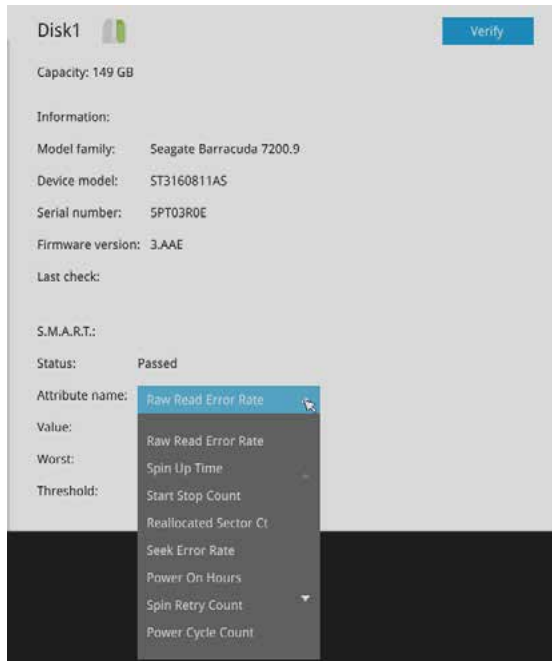 Disk1
Verify
Capacity: 149 GB
Information:
Model family: Seagate Barracuda 7200.9
Device model: ST3160811AS
Serial number: 5PT03R0E
Firmware version: 3.AAE
Last check:
S.M.A.R.T.:
Status: Passed
Attribute name: Raw Read Error Rate
Value:
Worst:
Threshold:
Raw Read Error Rate
Spin Up Time
Start Stop Count
Reallocated Sector Ct
Seek Error Rate
Power On Hours
Spin Retry Count
Power Cycle Count